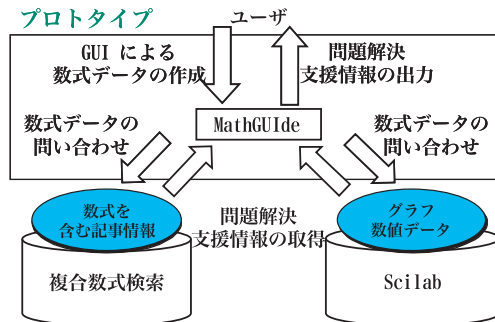 プロトタイプ
ユーザ
GUI による
数式データの作成
問題解決
支援情報の出力
MathGUIde
数式データの
問い合わせ
数式データの
問い合わせ
数式を
含む記事情報
問題解決
支援情報の取得
グラフ
数値データ
複合数式検索
Scilab